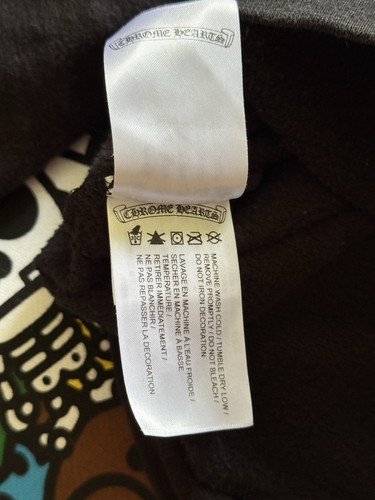 CHROME HEARTS
CHROME HEARTS
MACHINE WASH COLD / TUMBLE DRY LOW /
REMOVE PROMPTLY / DO NOT BLEACH /
DO NOT IRON DECORATION
LAVAGE EN MACHINE À L'EAU FROIDE /
SECHER EN MACHINE À BASSE
TEMPERATURE /
RETIRER IMMÉDIATEMENT /
NE PAS BLANCHIR /
NE PAS REPASSER LA DECORATION